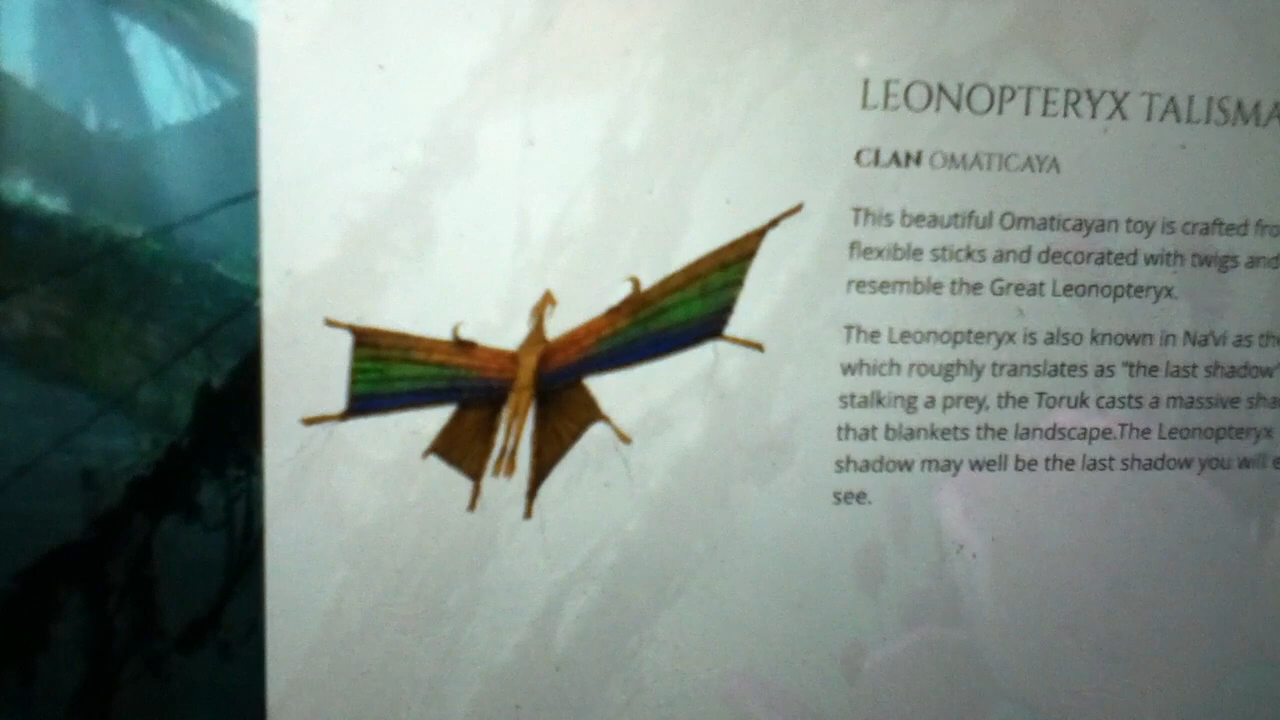 LEONOPTERYX TALISMA
CLAN OMATICAYA
This beautiful Omaticayan toy is crafted fro
flexible sticks and decorated with twigs and
resemble the Great Leonopteryx.
The Leonopteryx is also known in Na'vi as the
which roughly translates as "the last shadow"
stalking a prey, the Toruk casts a massive sha
that blankets the landscape.The Leonopteryx
shadow may well be the last shadow you will e
see.